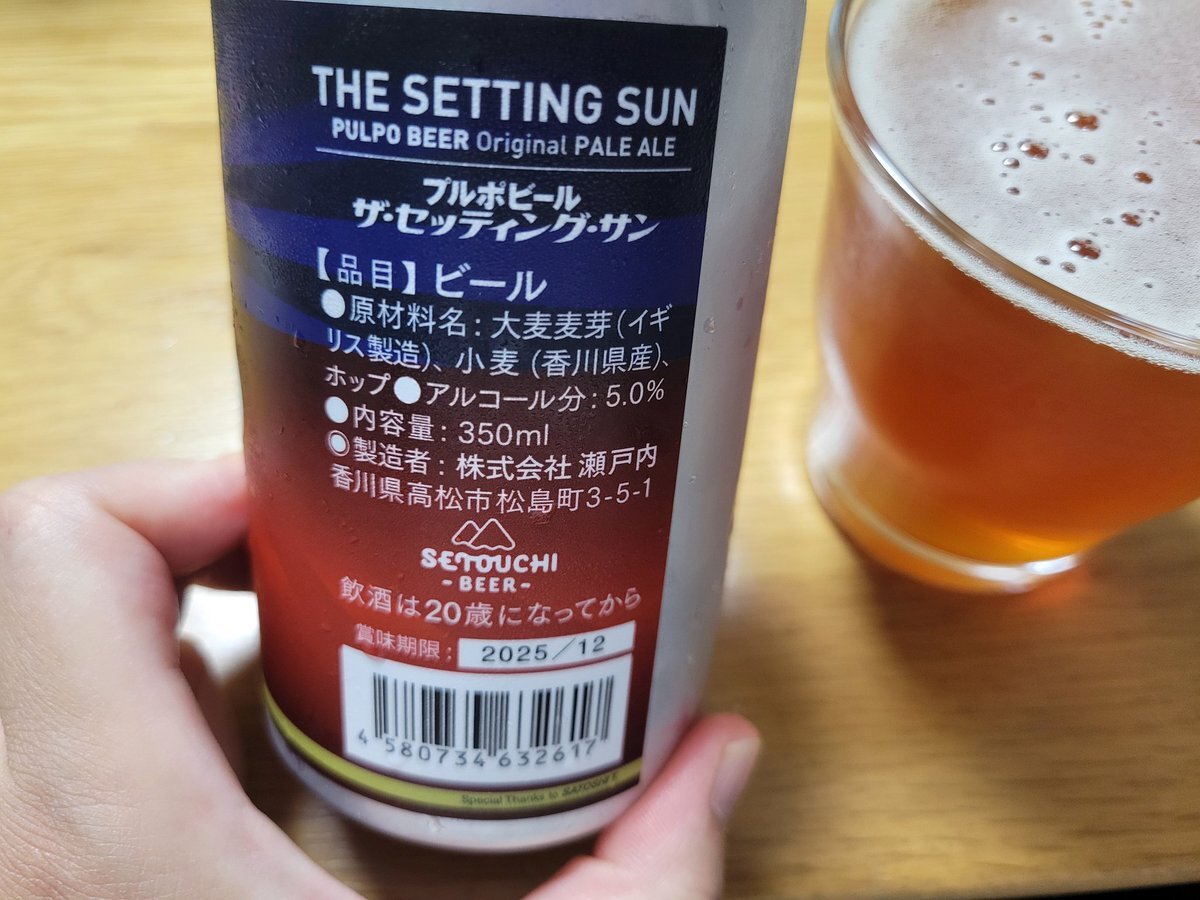 THE SETTING SUN
PULPO BEER Original PALE ALE
プルポビール
ザ・セッティング・サン
【品目】ビール
●原材料名:大麦麦芽(イギ
リス製造)、小麦(香川県産)、
ホップ●アルコール分:5.0%
●内容量:350ml
◉製造者:株式会社 瀬戸内
香川県高松市松島町3-5-1
SETOUCHI
-BEER-
飲酒は20歳になってから
賞味期限: 2025/12
4 580734 632617
Special Thanks to SATOSHI